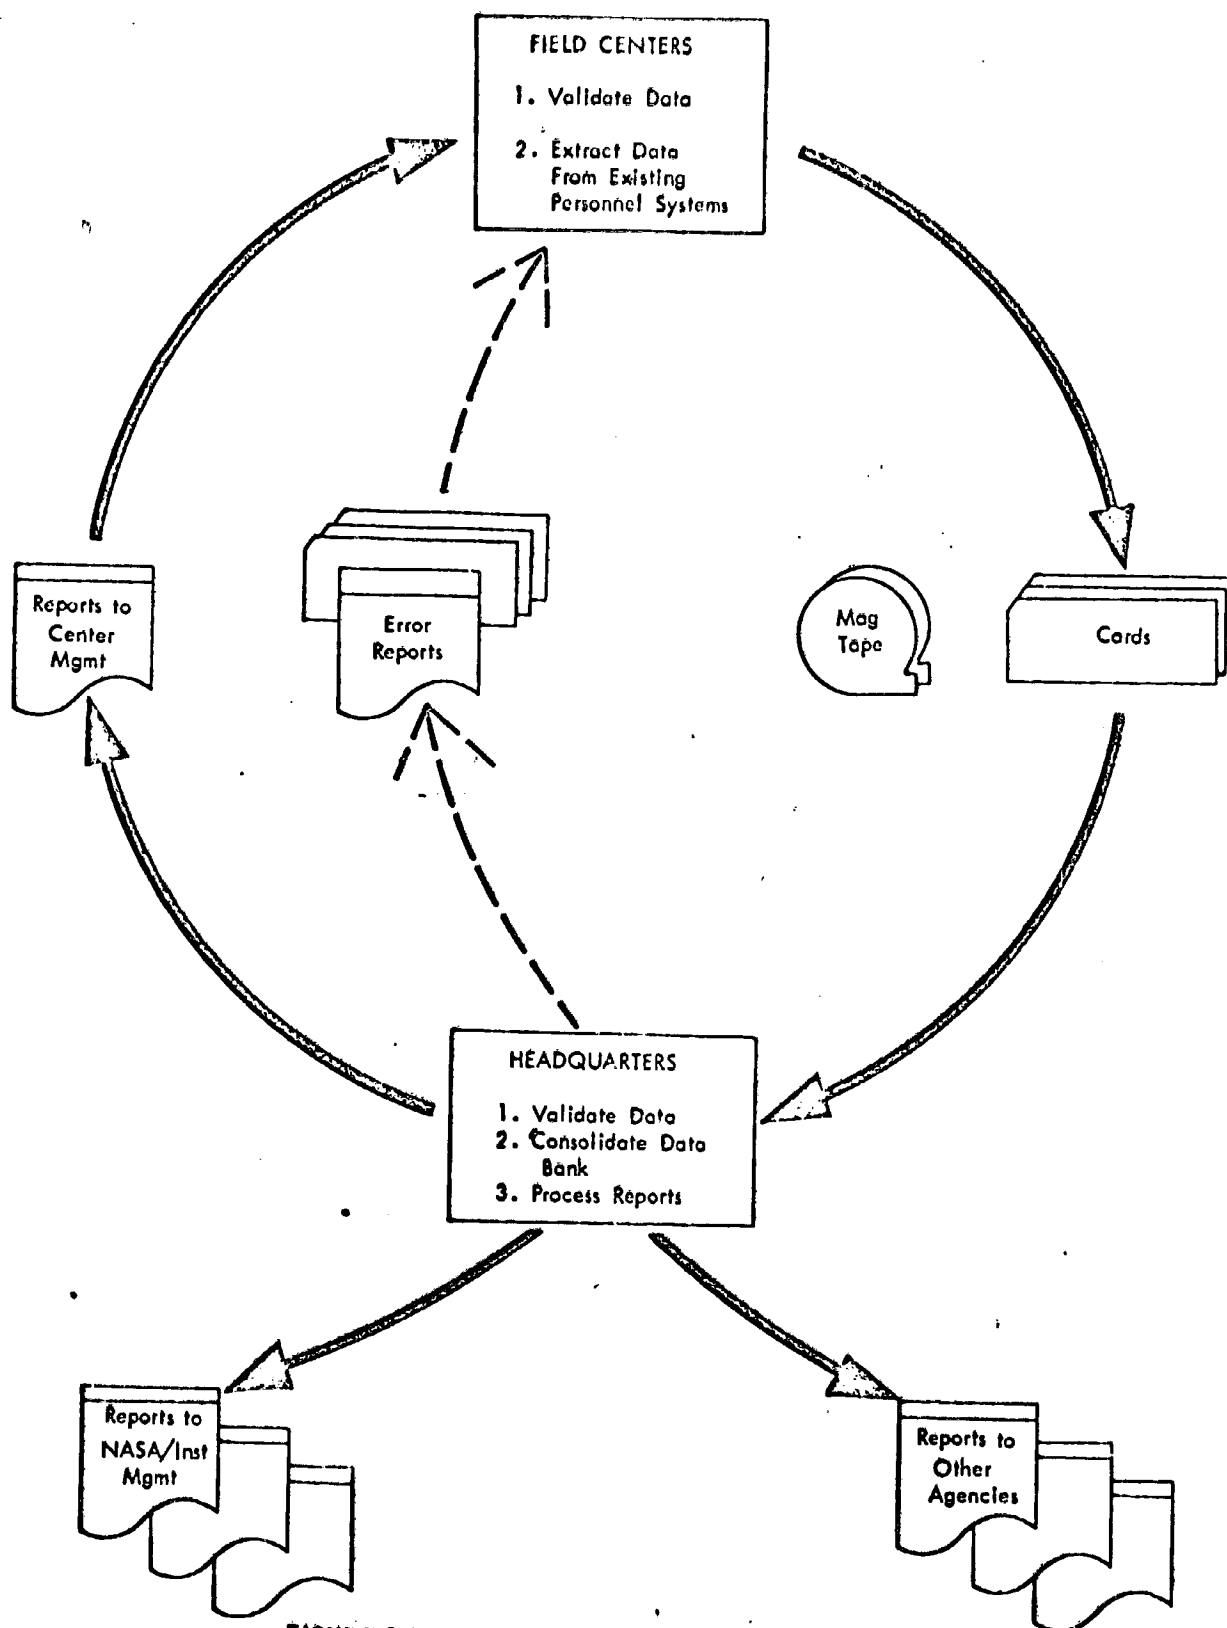 FIELD CENTERS
1. Validate Data
2. Extract Data
From Existing
Personnel Systems
Reports to
Center
Mgmt
Error
Reports
Mag
Tape
Cards
HEADQUARTERS
1. Validate Data
2. Consolidate Data
Bank
3. Process Reports
Reports to
NASA/Inst
Mgmt
Reports to
Other
Agencies